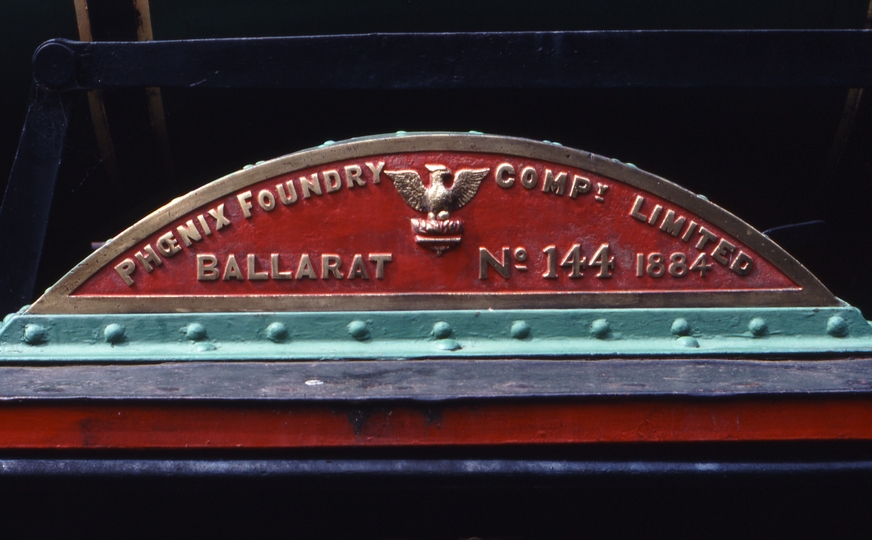 PHŒNIX FOUNDRY COMPY LIMITED
BALLARAT Nº 144 1884